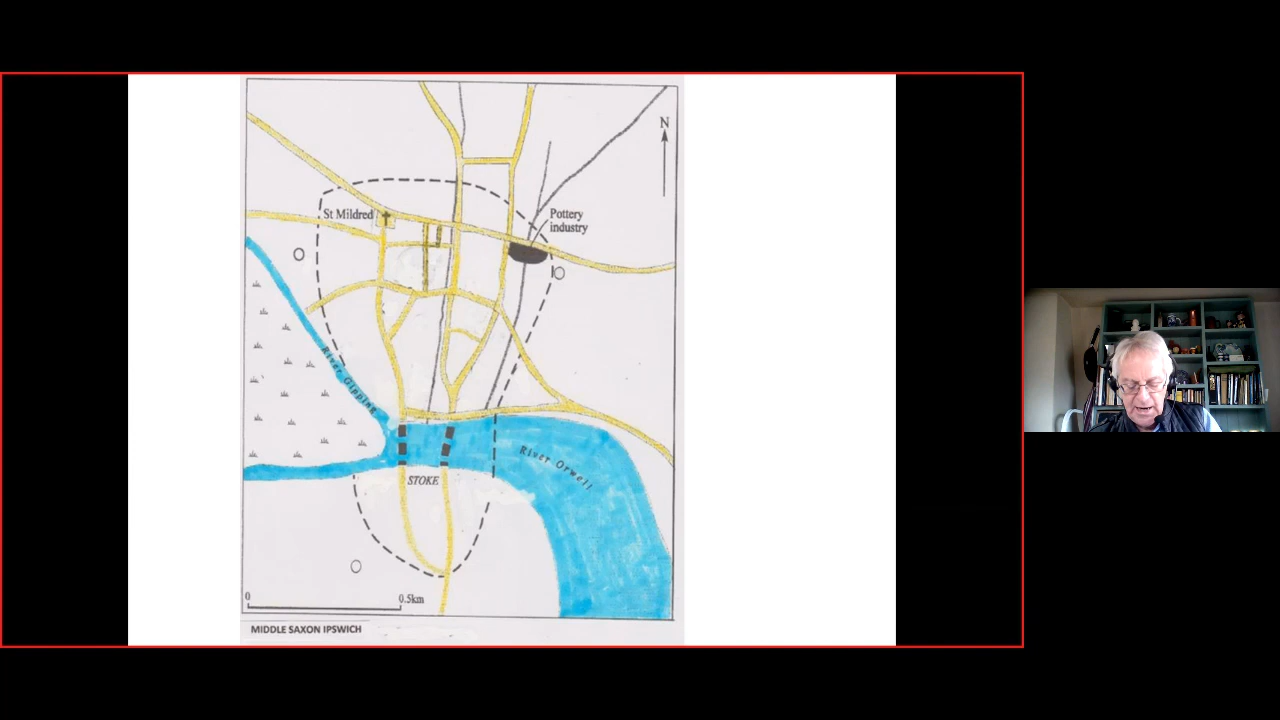 N
St Mildred
Pottery
industry
River Gipping
River Orwell
STOKE
0
0.5km
MIDDLE SAXON IPSWICH